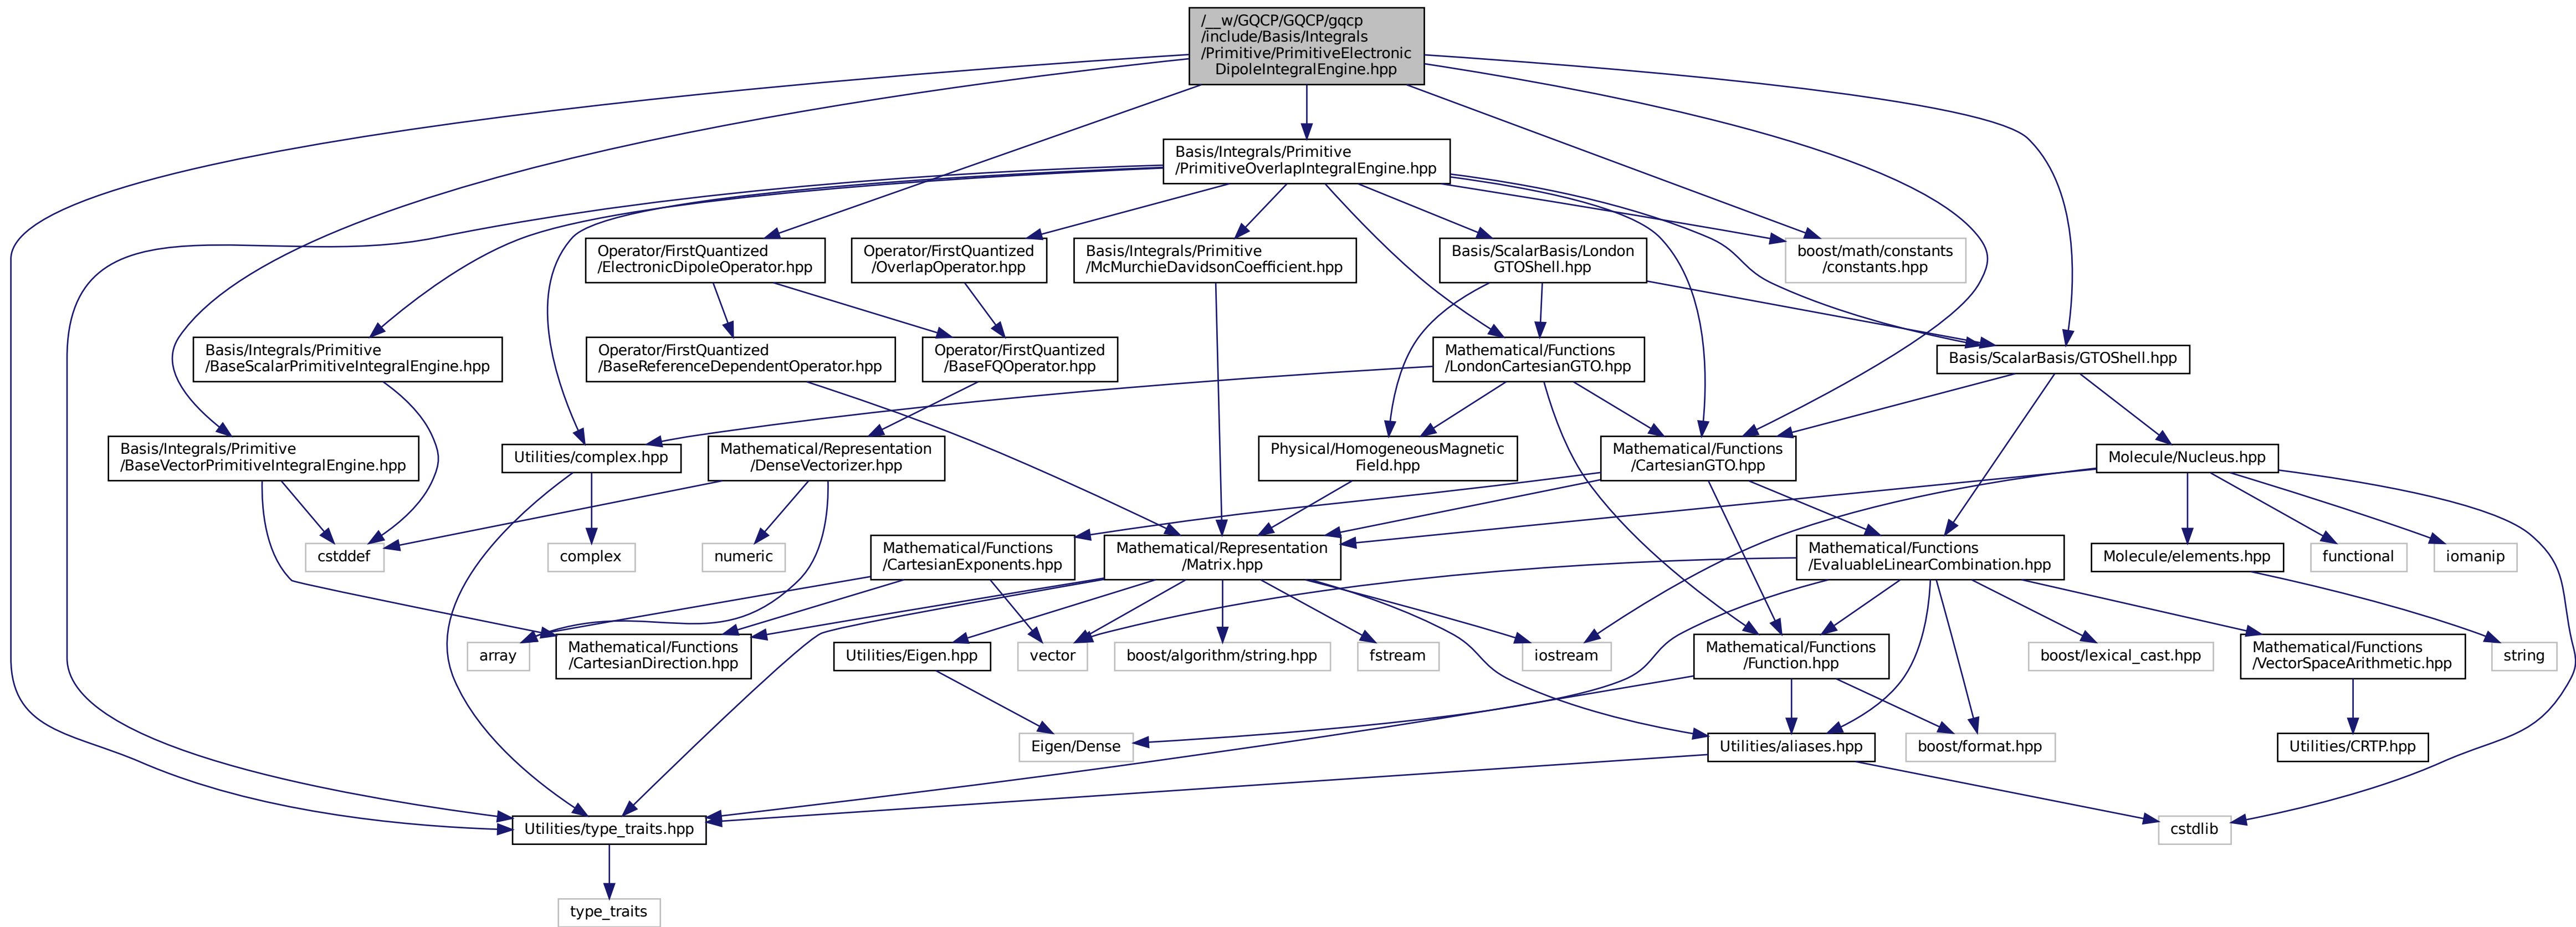 /__w/GQCP/GQCP/gqcp
/include/Basis/Integrals
/Primitive/PrimitiveElectronic
DipoleIntegralEngine.hpp
Basis/Integrals/Primitive
/PrimitiveOverlapIntegralEngine.hpp
Operator/FirstQuantized
/ElectronicDipoleOperator.hpp
Operator/FirstQuantized
/OverlapOperator.hpp
Basis/Integrals/Primitive
/McMurchieDavidsonCoefficient.hpp
Basis/ScalarBasis/London
GTOShell.hpp
boost/math/constants
/constants.hpp
Basis/Integrals/Primitive
/BaseScalarPrimitiveIntegralEngine.hpp
Operator/FirstQuantized
/BaseReferenceDependentOperator.hpp
Operator/FirstQuantized
/BaseFQOperator.hpp
Mathematical/Functions
/LondonCartesianGTO.hpp
Basis/ScalarBasis/GTOShell.hpp
Basis/Integrals/Primitive
/BaseVectorPrimitiveIntegralEngine.hpp
Utilities/complex.hpp
Mathematical/Representation
/DenseVectorizer.hpp
Physical/HomogeneousMagnetic
Field.hpp
Mathematical/Functions
/CartesianGTO.hpp
Molecule/Nucleus.hpp
cstddef
complex
numeric
Mathematical/Functions
/CartesianExponents.hpp
Mathematical/Representation
/Matrix.hpp
Mathematical/Functions
/EvaluableLinearCombination.hpp
Molecule/elements.hpp
functional
iomanip
array
Mathematical/Functions
/CartesianDirection.hpp
Utilities/Eigen.hpp
vector
boost/algorithm/string.hpp
fstream
iostream
Mathematical/Functions
/Function.hpp
boost/lexical_cast.hpp
Mathematical/Functions
/VectorSpaceArithmetic.hpp
string
Eigen/Dense
Utilities/aliases.hpp
boost/format.hpp
Utilities/CRTP.hpp
Utilities/type_traits.hpp
cstdlib
type_traits